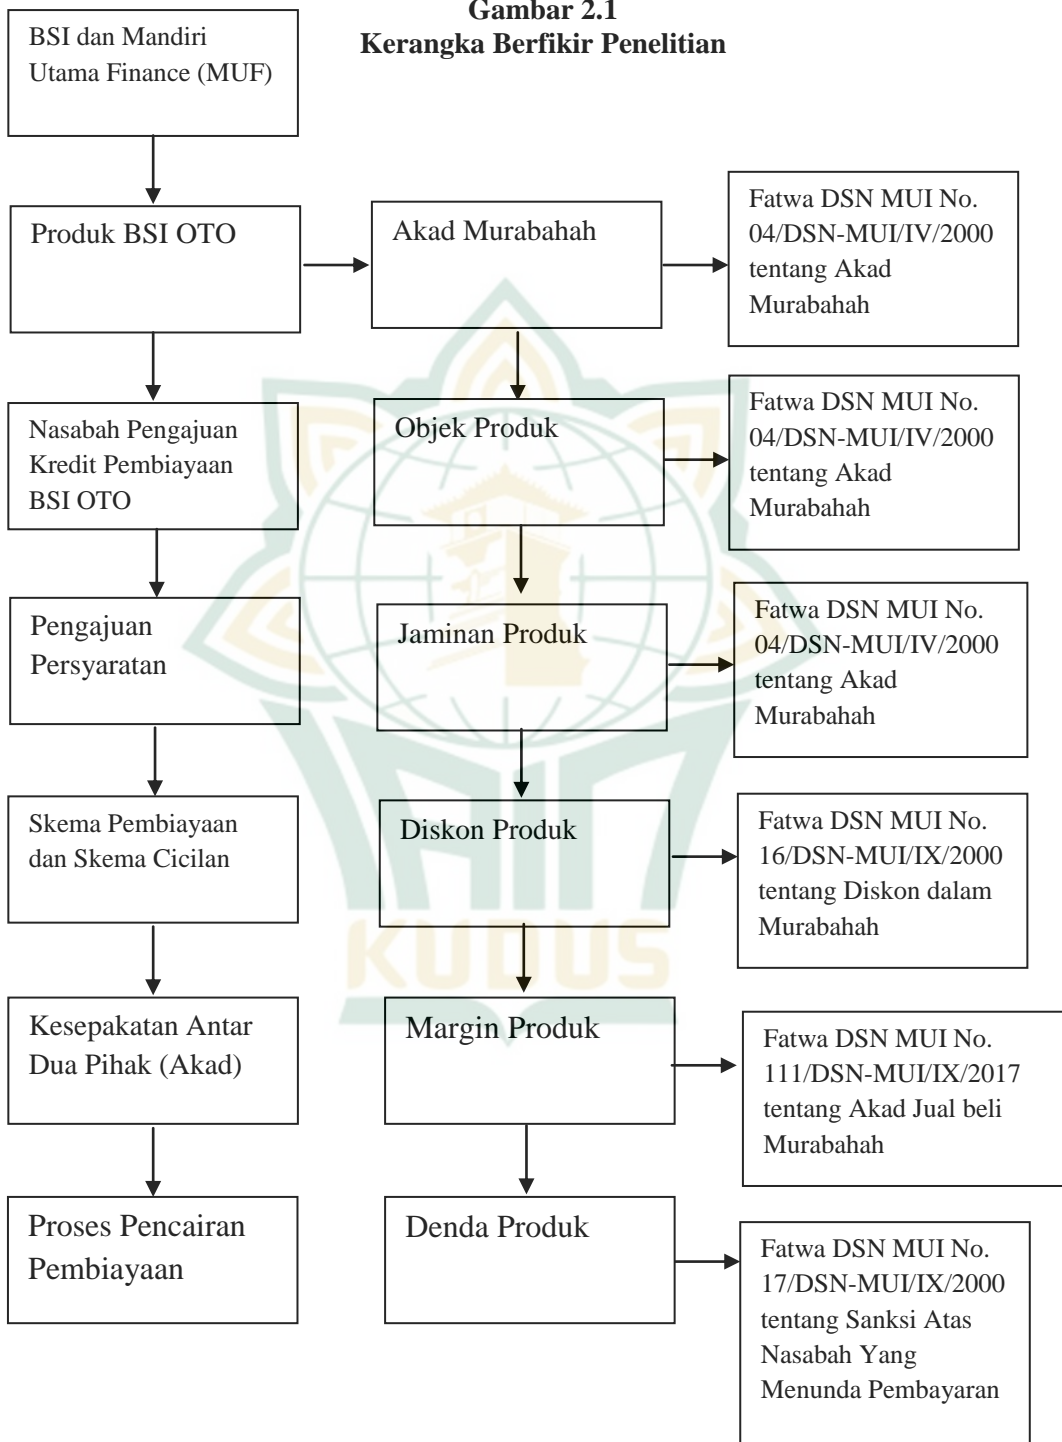 Gambar 2.1
Kerangka Berfikir Penelitian
BSI dan Mandiri
Utama Finance (MUF)
Produk BSI OTO
Akad Murabahah
Fatwa DSN MUI No.
04/DSN-MUI/IV/2000
tentang Akad
Murabahah
Nasabah Pengajuan
Kredit Pembiayaan
BSI OTO
Objek Produk
Fatwa DSN MUI No.
04/DSN-MUI/IV/2000
tentang Akad
Murabahah
Pengajuan
Persyaratan
Jaminan Produk
Fatwa DSN MUI No.
04/DSN-MUI/IV/2000
tentang Akad
Murabahah
Skema Pembiayaan
dan Skema Cicilan
Diskon Produk
Fatwa DSN MUI No.
16/DSN-MUI/IX/2000
tentang Diskon dalam
Murabahah
KUDUS
Kesepakatan Antar
Dua Pihak (Akad)
Margin Produk
Fatwa DSN MUI No.
111/DSN-MUI/IX/2017
tentang Akad Jual beli
Murabahah
Proses Pencairan
Pembiayaan
Denda Produk
Fatwa DSN MUI No.
17/DSN-MUI/IX/2000
tentang Sanksi Atas
Nasabah Yang
Menunda Pembayaran